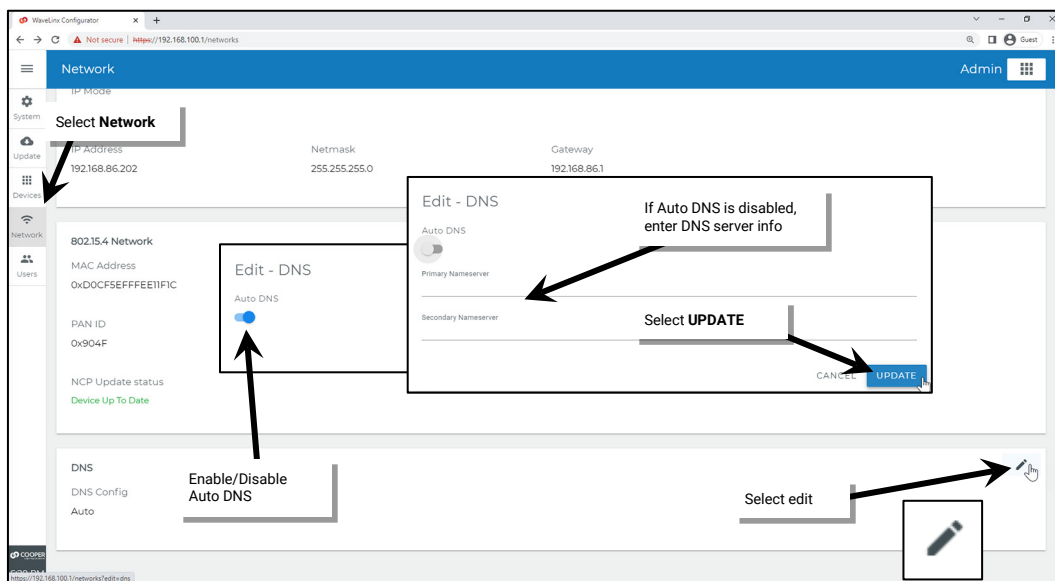 WaveLinx Configurator
Not secure | https://192.168.100.1/networks
Guest
Network
Admin
System
Update
Devices
Network
Users
IP Mode
Select Network
IP Address
Netmask
Gateway
192.168.86.202
255.255.255.0
192.168.86.1
802.15.4 Network
MAC Address
0xD0CF5EFFFEE11F1C
PAN ID
0x904F
NCP Update status
Device Up To Date
Edit - DNS
Auto DNS
Edit - DNS
Auto DNS
Primary Nameserver
Secondary Nameserver
If Auto DNS is disabled,
enter DNS server info
Select UPDATE
CANCEL
UPDATE
DNS
DNS Config
Auto
Enable/Disable
Auto DNS
Select edit
COOPER
https://192.168.100.1/networks?edit=dns